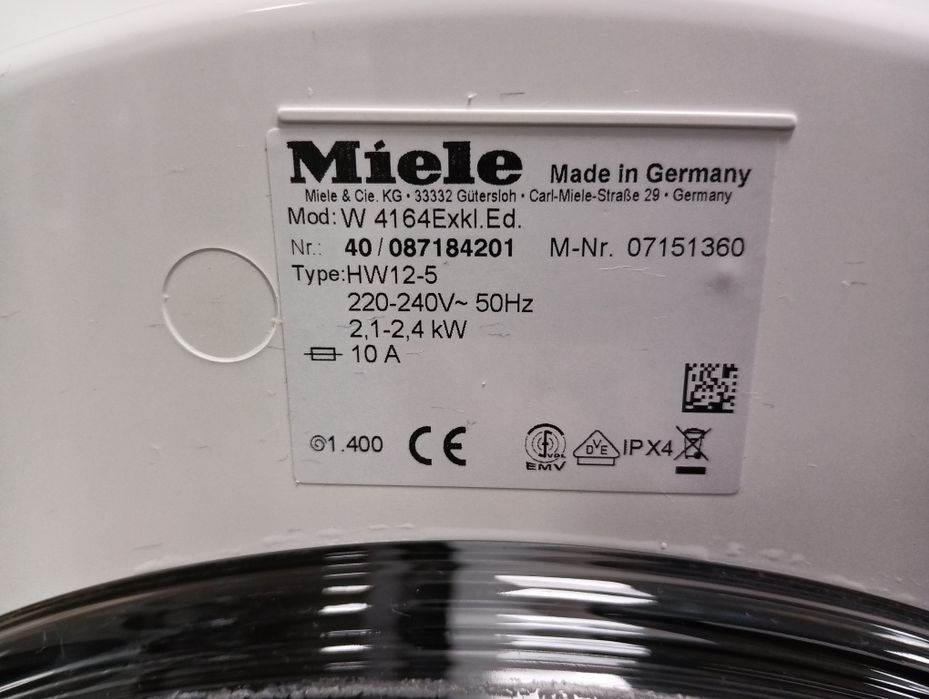 Miele Made in Germany
Miele & Cie. KG • 33332 Gütersloh • Carl-Miele-Straße 29 • Germany
Mod: W 4164Exkl.Ed.
Nr.: 40 / 087184201 M-Nr. 07151360
Type: HW12-5
220-240V~ 50Hz
2,1-2,4 kW
10 A
1.400 CE EMV DVE IPX4